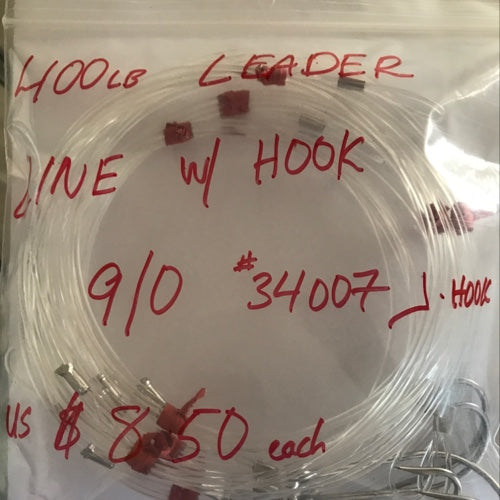 400LB LEADER
LINE W/ HOOK
9/0 #34007 J-HOOK
US $8.50 each